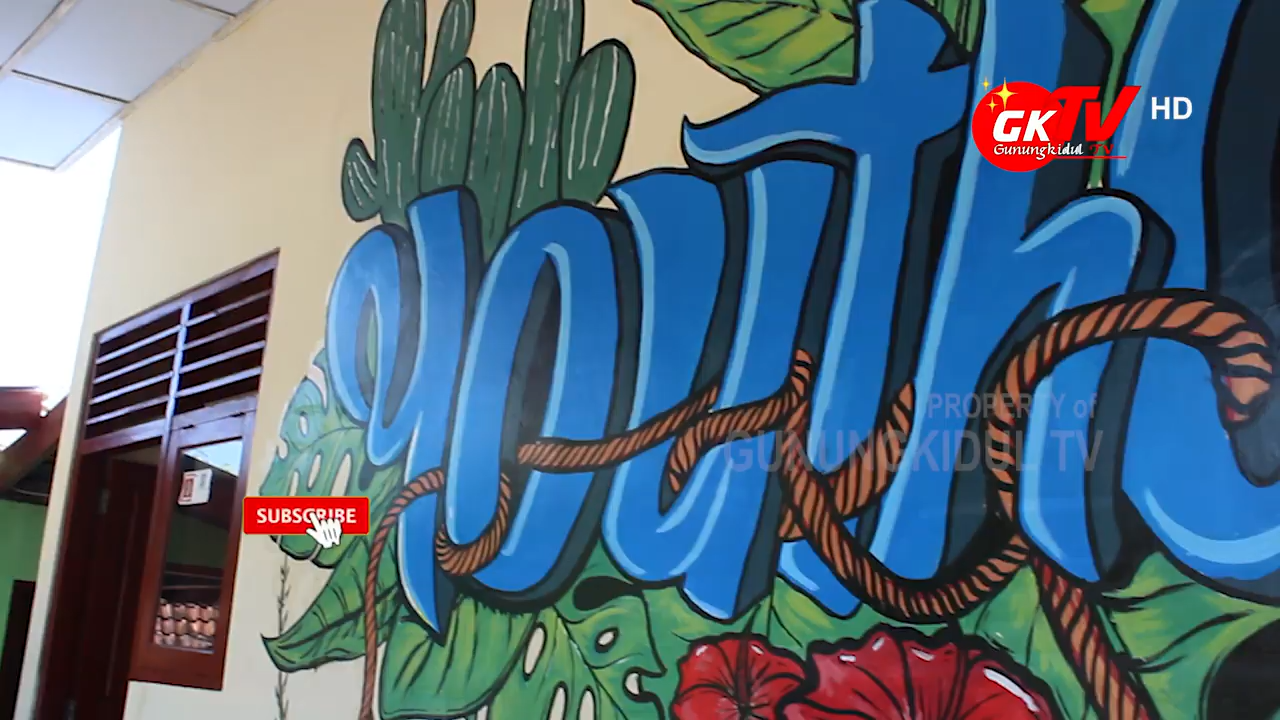 GKTV HD
Gunungkidul TV
youth
PROPERTY of
GUNUNGKIDUL TV
SUBSCRIBE